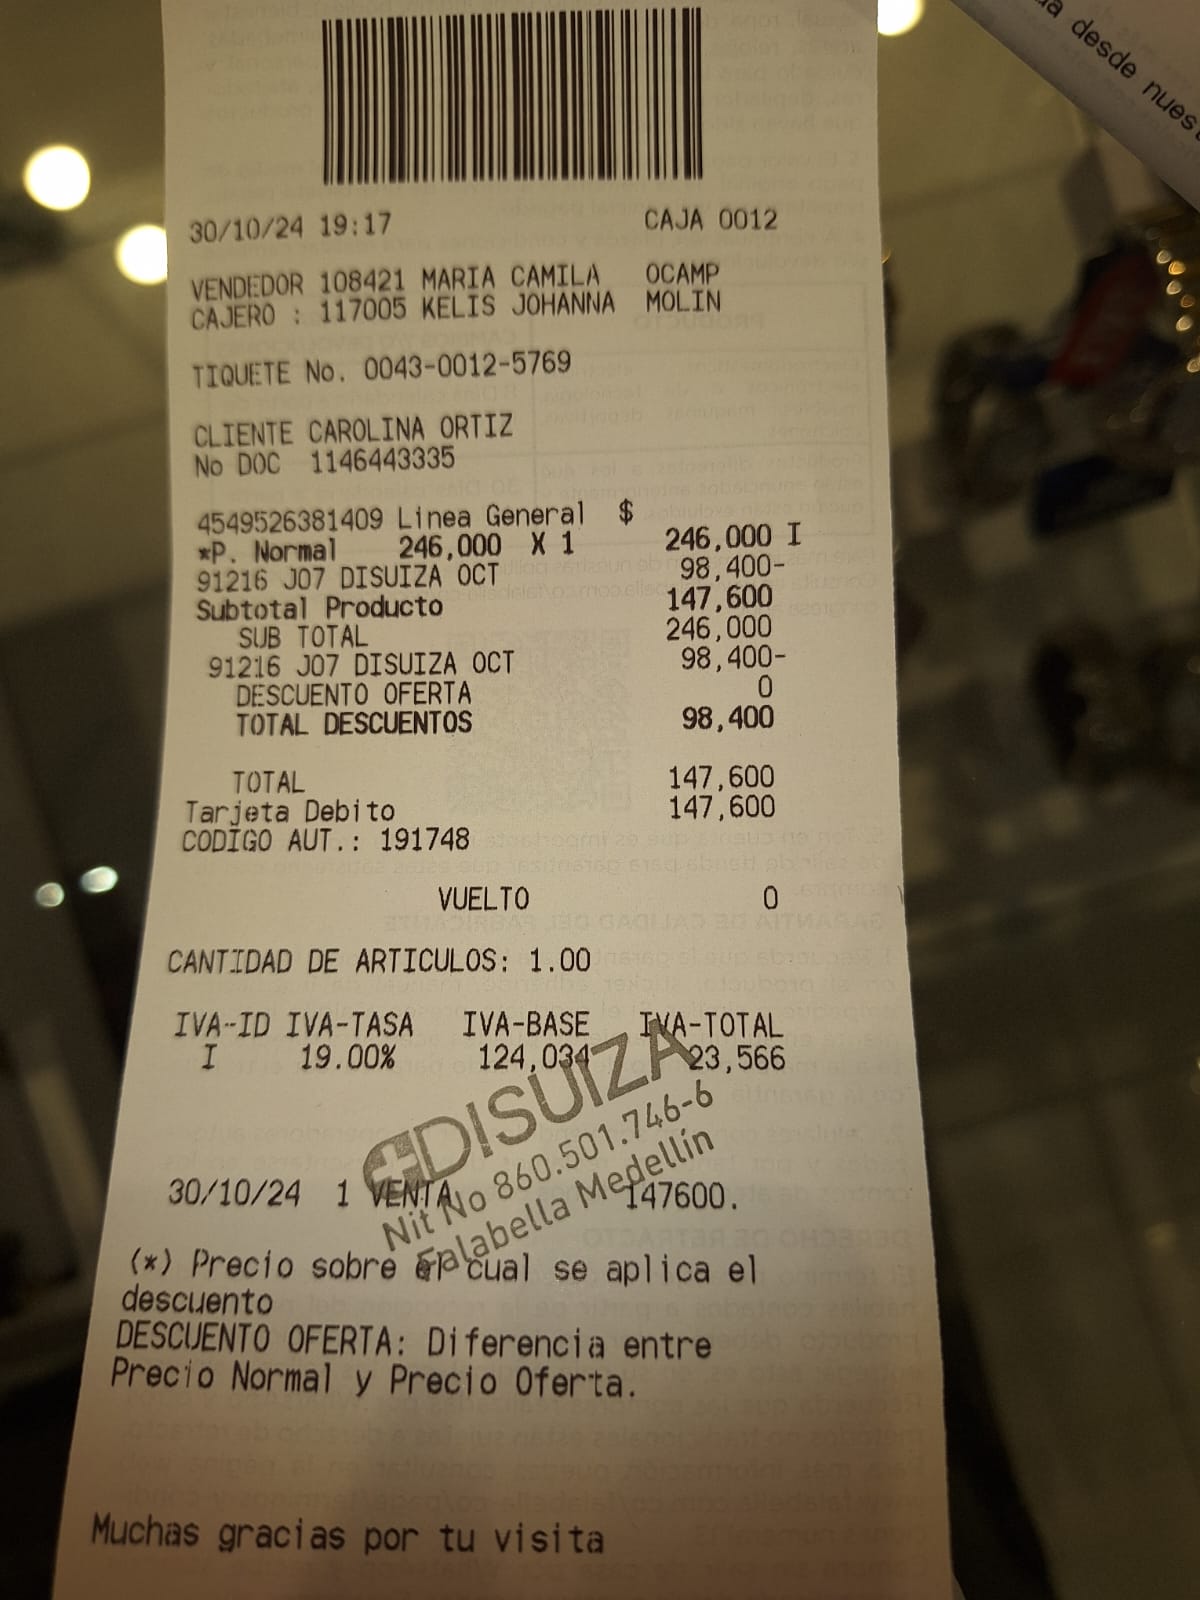 da desde nuest
30/10/24 19:17 CAJA 0012
VENDEDOR 108421 MARIA CAMILA OCAMP
CAJERO : 117005 KELIS JOHANNA MOLIN
TIQUETE No. 0043-0012-5769
CLIENTE CAROLINA ORTIZ
No DOC 1146443335
4549526381409 Linea General $
*P. Normal 246,000 X 1 246,000 I
91216 J07 DISUIZA OCT 98,400-
Subtotal Producto 147,600
SUB TOTAL 246,000
91216 J07 DISUIZA OCT 98,400-
DESCUENTO OFERTA 0
TOTAL DESCUENTOS 98,400
TOTAL 147,600
Tarjeta Debito 147,600
CODIGO AUT.: 191748
VUELTO 0
CANTIDAD DE ARTICULOS: 1.00
IVA-ID IVA-TASA IVA-BASE IVA-TOTAL
I 19.00% 124,034 23,566
DISUIZA
Nit No 860.501.746-6
Falabella Medellín
30/10/24 1 VENTA 147600.
(*) Precio sobre el cual se aplica el
descuento
DESCUENTO OFERTA: Diferencia entre
Precio Normal y Precio Oferta.
Muchas gracias por tu visita